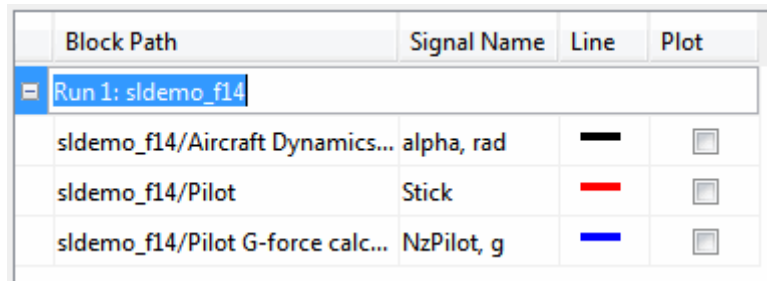 Block Path Signal Name Line Plot
Run 1: sldemo_f14
sldemo_f14/Aircraft Dynamics... alpha, rad
sldemo_f14/Pilot Stick
sldemo_f14/Pilot G-force calc... NzPilot, g